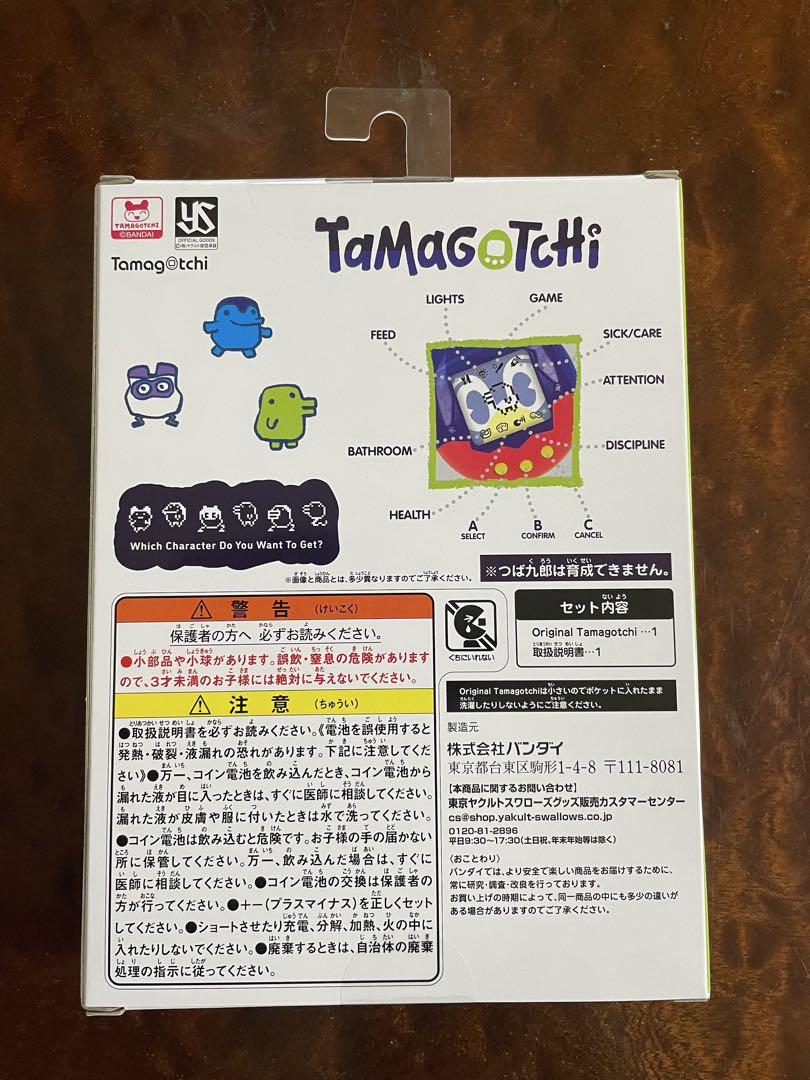 TAMAGOTCHI
©BANDAI
YS
OFFICIAL GOODS
Tamagotchi
TaMaGoTCHi
LIGHTS
GAME
FEED
SICK/CARE
ATTENTION
BATHROOM
DISCIPLINE
HEALTH
A
SELECT
B
CONFIRM
C
CANCEL
Which Character Do You Want To Get?
※画像と商品とは、多少異なりますのでご了承ください。
※つば九郎は育成できません。
警告 (けいこく)
保護者の方へ 必ずお読みください。
●小部品や小球があります。誤飲・窒息の危険があります
ので、3才未満のお子様には絶対に与えないでください。
注意 (ちゅうい)
●取扱説明書を必ずお読みください。《電池を誤使用すると
発熱・破裂・液漏れの恐れがあります。下記に注意してくだ
さい》●万一、コイン電池を飲み込んだとき、コイン電池から
漏れた液が目に入ったときは、すぐに医師に相談してください。
漏れた液が皮膚や服に付いたときは水で洗ってください。
●コイン電池は飲み込むと危険です。お子様の手の届かない
所に保管してください。万一、飲み込んだ場合は、すぐに
医師に相談してください。●コイン電池の交換は保護者の
方が行ってください。●+-(プラスマイナス)を正しくセット
してください。●ショートさせたり充電、分解、加熱、火の中に
入れたりしないでください。●廃棄するときは、自治体の廃棄
処理の指示に従ってください。
くちにいれない
セット内容
Original Tamagotchi …1
取扱説明書…1
Original Tamagotchiは小さいのでポケットに入れたまま
洗濯したりしないようにご注意ください。
製造元
株式会社バンダイ
東京都台東区駒形1-4-8 〒111-8081
【本商品に関するお問い合わせ】
東京ヤクルトスワローズグッズ販売カスタマーセンター
cs@shop.yakult-swallows.co.jp
0120-81-2896
平日9:30~17:30(土日祝、年末年始等は除く)
〈おことわり〉
バンダイでは、より安全で楽しい商品をお届けするために、
常に研究・調査・改良を行っております。
お買い上げの時期によって、同一商品の中にも多少の違いが
ある場合がありますのでご了承ください。